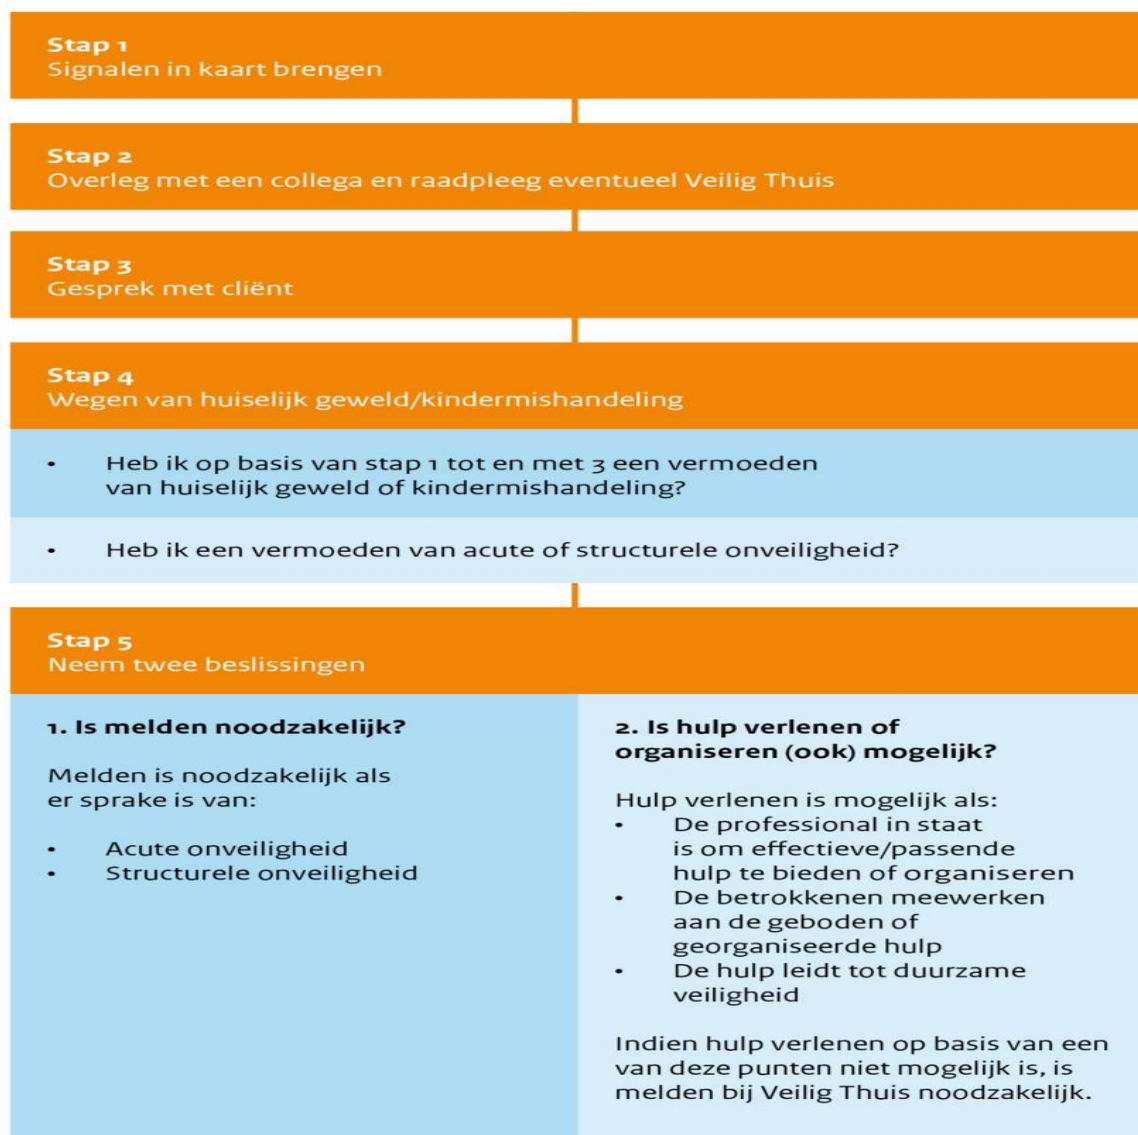 Stap 1
Signalen in kaart brengen
Stap 2
Overleg met een collega en raadpleeg eventueel Veilig Thuis
Stap 3
Gesprek met cliënt
Stap 4
Wegen van huiselijk geweld/kindermishandeling
• Heb ik op basis van stap 1 tot en met 3 een vermoeden
van huiselijk geweld of kindermishandeling?
• Heb ik een vermoeden van acute of structurele onveiligheid?
Stap 5
Neem twee beslissingen
1. Is melden noodzakelijk?
Melden is noodzakelijk als
er sprake is van:
• Acute onveiligheid
• Structurele onveiligheid
2. Is hulp verlenen of
organiseren (ook) mogelijk?
Hulp verlenen is mogelijk als:
• De professional in staat
is om effectieve/passende
hulp te bieden of organiseren
• De betrokkenen meewerken
aan de geboden of
georganiseerde hulp
• De hulp leidt tot duurzame
veiligheid
Indien hulp verlenen op basis van een
van deze punten niet mogelijk is, is
melden bij Veilig Thuis noodzakelijk.